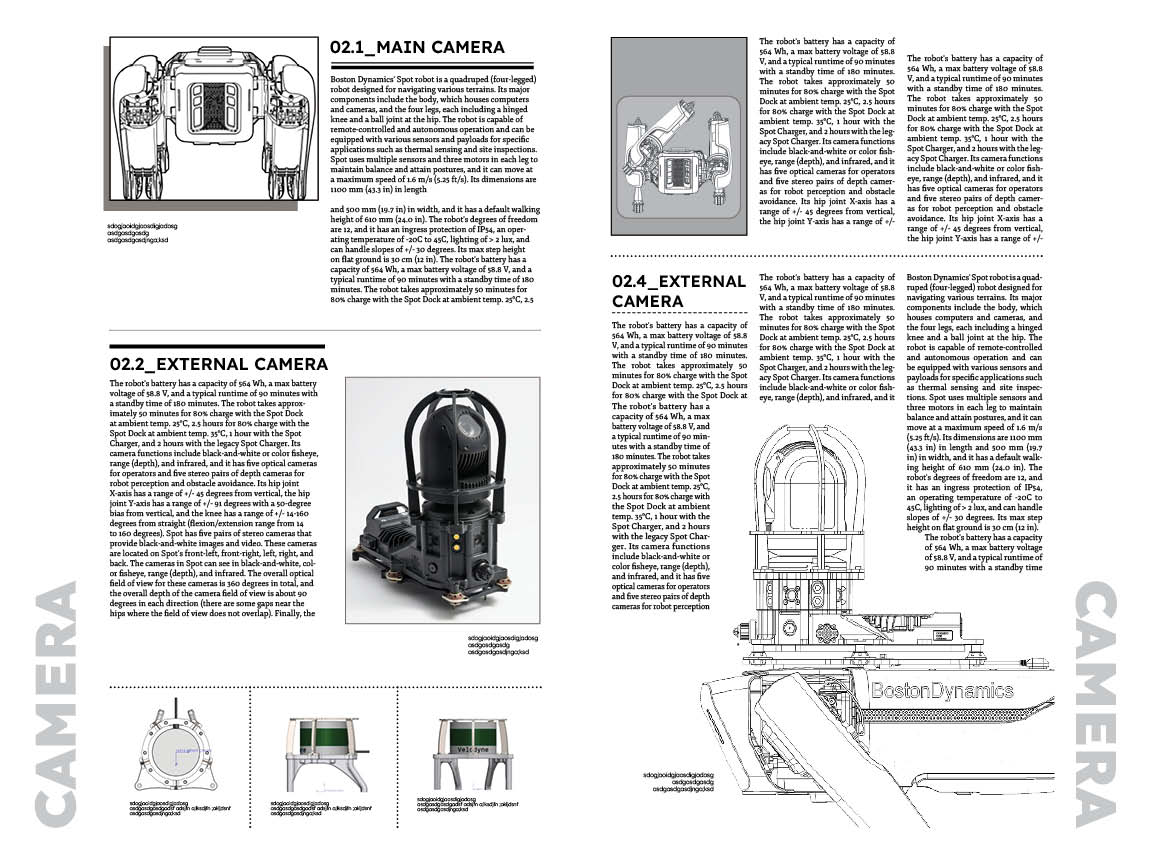 02.1_MAIN CAMERA
Boston Dynamics' Spot robot is a quadruped (four-legged)
robot designed for navigating various terrains. Its major
components include the body, which houses computers
and cameras, and the four legs, each including a hinged
knee and a ball joint at the hip. The robot is capable of
remote-controlled and autonomous operation and can be
equipped with various sensors and payloads for specific
applications such as thermal sensing and site inspections.
Spot uses multiple sensors and three motors in each leg to
maintain balance and attain postures, and it can move at
a maximum speed of 1.6 m/s (5.25 ft/s). Its dimensions are
1100 mm (43.3 in) in length
and 500 mm (19.7 in) in width, and it has a default walking
height of 610 mm (24.0 in). The robot's degrees of freedom
are 12, and it has an ingress protection of IP54, an oper-
ating temperature of -20C to 45C, lighting of > 2 lux, and
can handle slopes of +/- 30 degrees. Its max step height
on flat ground is 30 cm (12 in). The robot's battery has a
capacity of 564 Wh, a max battery voltage of 58.8 V, and a
typical runtime of 90 minutes with a standby time of 180
minutes. The robot takes approximately 50 minutes for
80% charge with the Spot Dock at ambient temp. 25°C, 2.5
02.2_EXTERNAL CAMERA
The robot's battery has a capacity of 564 Wh, a max battery
voltage of 58.8 V, and a typical runtime of 90 minutes with
a standby time of 180 minutes. The robot takes approx-
imately 50 minutes for 80% charge with the Spot Dock
at ambient temp. 25°C, 2.5 hours for 80% charge with the
Spot Dock at ambient temp. 35°C, 1 hour with the Spot
Charger, and 2 hours with the legacy Spot Charger. Its
camera functions include black-and-white or color fisheye,
range (depth), and infrared, and it has five optical cameras
for operators and five stereo pairs of depth cameras for
robot perception and obstacle avoidance. Its hip joint
X-axis has a range of +/- 45 degrees from vertical, the hip
joint Y-axis has a range of +/- 91 degrees with a 50-degree
bias from vertical, and the knee has a range of +/- 14-160
degrees from straight (flexion/extension range from 14
to 160 degrees). Spot has five pairs of stereo cameras that
provide black-and-white images and video. These cameras
are located on Spot's front-left, front-right, left, right, and
back. The cameras in Spot can see in black-and-white, col-
or fisheye, range (depth), and infrared. The overall optical
field of view for these cameras is 360 degrees in total, and
the overall depth of the camera field of view is about 90
degrees in each direction (there are some gaps near the
hips where the field of view does not overlap). Finally, the
Velodyne
CAMERA
The robot's battery has a capacity of
564 Wh, a max battery voltage of 58.8
V, and a typical runtime of 90 minutes
with a standby time of 180 minutes.
The robot takes approximately 50
minutes for 80% charge with the Spot
Dock at ambient temp. 25°C, 2.5 hours
for 80% charge with the Spot Dock at
ambient temp. 35°C, 1 hour with the
Spot Charger, and 2 hours with the leg-
acy Spot Charger. Its camera functions
include black-and-white or color fish-
eye, range (depth), and infrared, and it
has five optical cameras for operators
and five stereo pairs of depth camer-
as for robot perception and obstacle
avoidance. Its hip joint X-axis has a
range of +/- 45 degrees from vertical,
the hip joint Y-axis has a range of +/-
The robot's battery has a capacity of
564 Wh, a max battery voltage of 58.8
V, and a typical runtime of 90 minutes
with a standby time of 180 minutes.
The robot takes approximately 50
minutes for 80% charge with the Spot
Dock at ambient temp. 25°C, 2.5 hours
for 80% charge with the Spot Dock at
ambient temp. 35°C, 1 hour with the
Spot Charger, and 2 hours with the leg-
acy Spot Charger. Its camera functions
include black-and-white or color fish-
eye, range (depth), and infrared, and it
has five optical cameras for operators
and five stereo pairs of depth camer-
as for robot perception and obstacle
avoidance. Its hip joint X-axis has a
range of +/- 45 degrees from vertical,
the hip joint Y-axis has a range of +/-
02.4_EXTERNAL
CAMERA
The robot's battery has a capacity of
564 Wh, a max battery voltage of 58.8
V, and a typical runtime of 90 minutes
with a standby time of 180 minutes.
The robot takes approximately 50
minutes for 80% charge with the Spot
Dock at ambient temp. 25°C, 2.5 hours
for 80% charge with the Spot Dock at
The robot's battery has a
capacity of 564 Wh, a max
battery voltage of 58.8 V, and
a typical runtime of 90 min-
utes with a standby time of
180 minutes. The robot takes
approximately 50 minutes
for 80% charge with the Spot
Dock at ambient temp. 25°C,
2.5 hours for 80% charge with
the Spot Dock at ambient
temp. 35°C, 1 hour with the
Spot Charger, and 2 hours
with the legacy Spot Char-
ger. Its camera functions
include black-and-white or
color fisheye, range (depth),
and infrared, and it has five
optical cameras for operators
and five stereo pairs of depth
cameras for robot perception
The robot's battery has a capacity of
564 Wh, a max battery voltage of 58.8
V, and a typical runtime of 90 minutes
with a standby time of 180 minutes.
The robot takes approximately 50
minutes for 80% charge with the Spot
Dock at ambient temp. 25°C, 2.5 hours
for 80% charge with the Spot Dock at
ambient temp. 35°C, 1 hour with the
Spot Charger, and 2 hours with the leg-
acy Spot Charger. Its camera functions
include black-and-white or color fish-
eye, range (depth), and infrared, and it
Boston Dynamics' Spot robot is a quad-
ruped (four-legged) robot designed for
navigating various terrains. Its major
components include the body, which
houses computers and cameras, and
the four legs, each including a hinged
knee and a ball joint at the hip. The
robot is capable of remote-controlled
and autonomous operation and can
be equipped with various sensors and
payloads for specific applications such
as thermal sensing and site inspec-
tions. Spot uses multiple sensors and
three motors in each leg to maintain
balance and attain postures, and it can
move at a maximum speed of 1.6 m/s
(5.25 ft/s). Its dimensions are 1100 mm
(43.3 in) in length and 500 mm (19.7
in) in width, and it has a default walk-
ing height of 610 mm (24.0 in). The
robot's degrees of freedom are 12, and
it has an ingress protection of IP54,
an operating temperature of -20C to
45C, lighting of > 2 lux, and can handle
slopes of +/- 30 degrees. Its max step
height on flat ground is 30 cm (12 in).
The robot's battery has a capacity
of 564 Wh, a max battery voltage
of 58.8 V, and a typical runtime of
90 minutes with a standby time
BostonDynamics
CAMERA